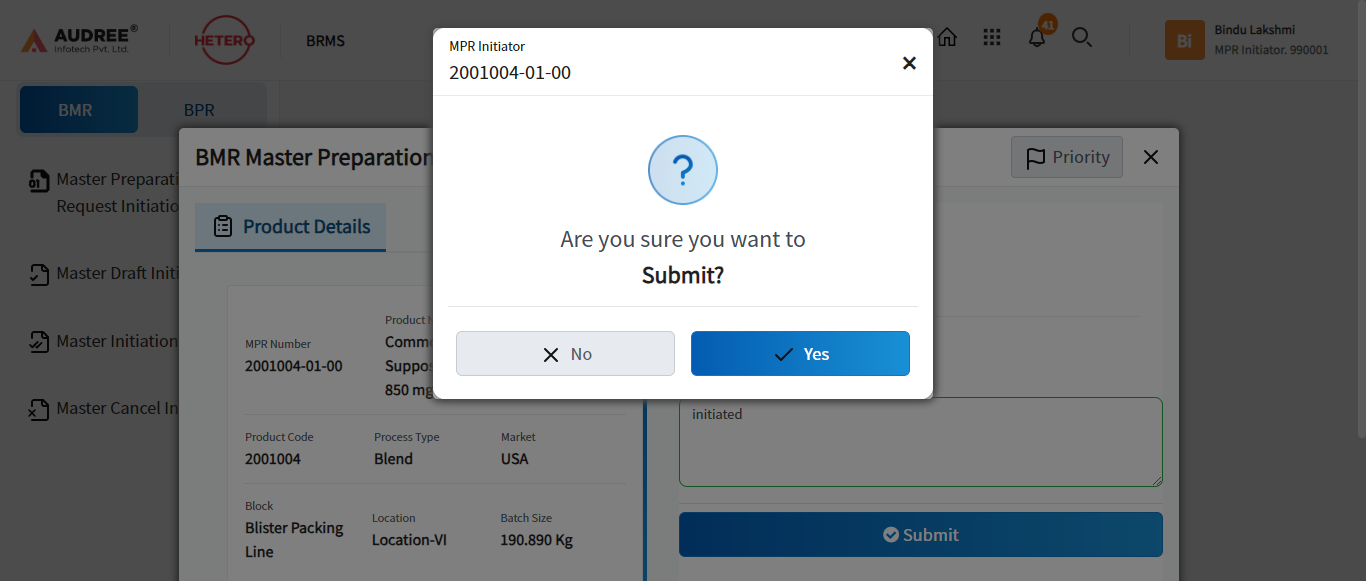 AUDREE®
Infotech Pvt. Ltd.
HETERO
BRMS
41
Bi
Bindu Lakshmi
MPR Initiator. 990001
BMR
BPR
Master Preparati
Request Initiatio
Master Draft Initi
Master Initiation
Master Cancel In
BMR Master Preparation
Priority
Product Details
MPR Number
2001004-01-00
Product N
Comm
Suppos
850 mg
Product Code
2001004
Process Type
Blend
Market
USA
Block
Blister Packing
Line
Location
Location-VI
Batch Size
190.890 Kg
MPR Initiator
2001004-01-00
?
Are you sure you want to
Submit?
No
Yes
initiated
Submit